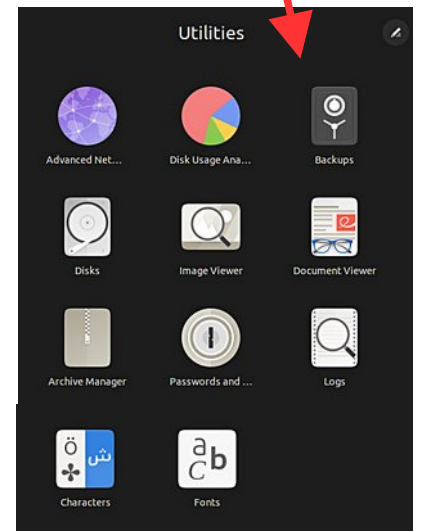 Utilities
Advanced Net...
Disk Usage Ana...
Backups
Disks
Image Viewer
Document Viewer
Archive Manager
Passwords and ...
Logs
Ö ش
Characters
a b
C
Fonts